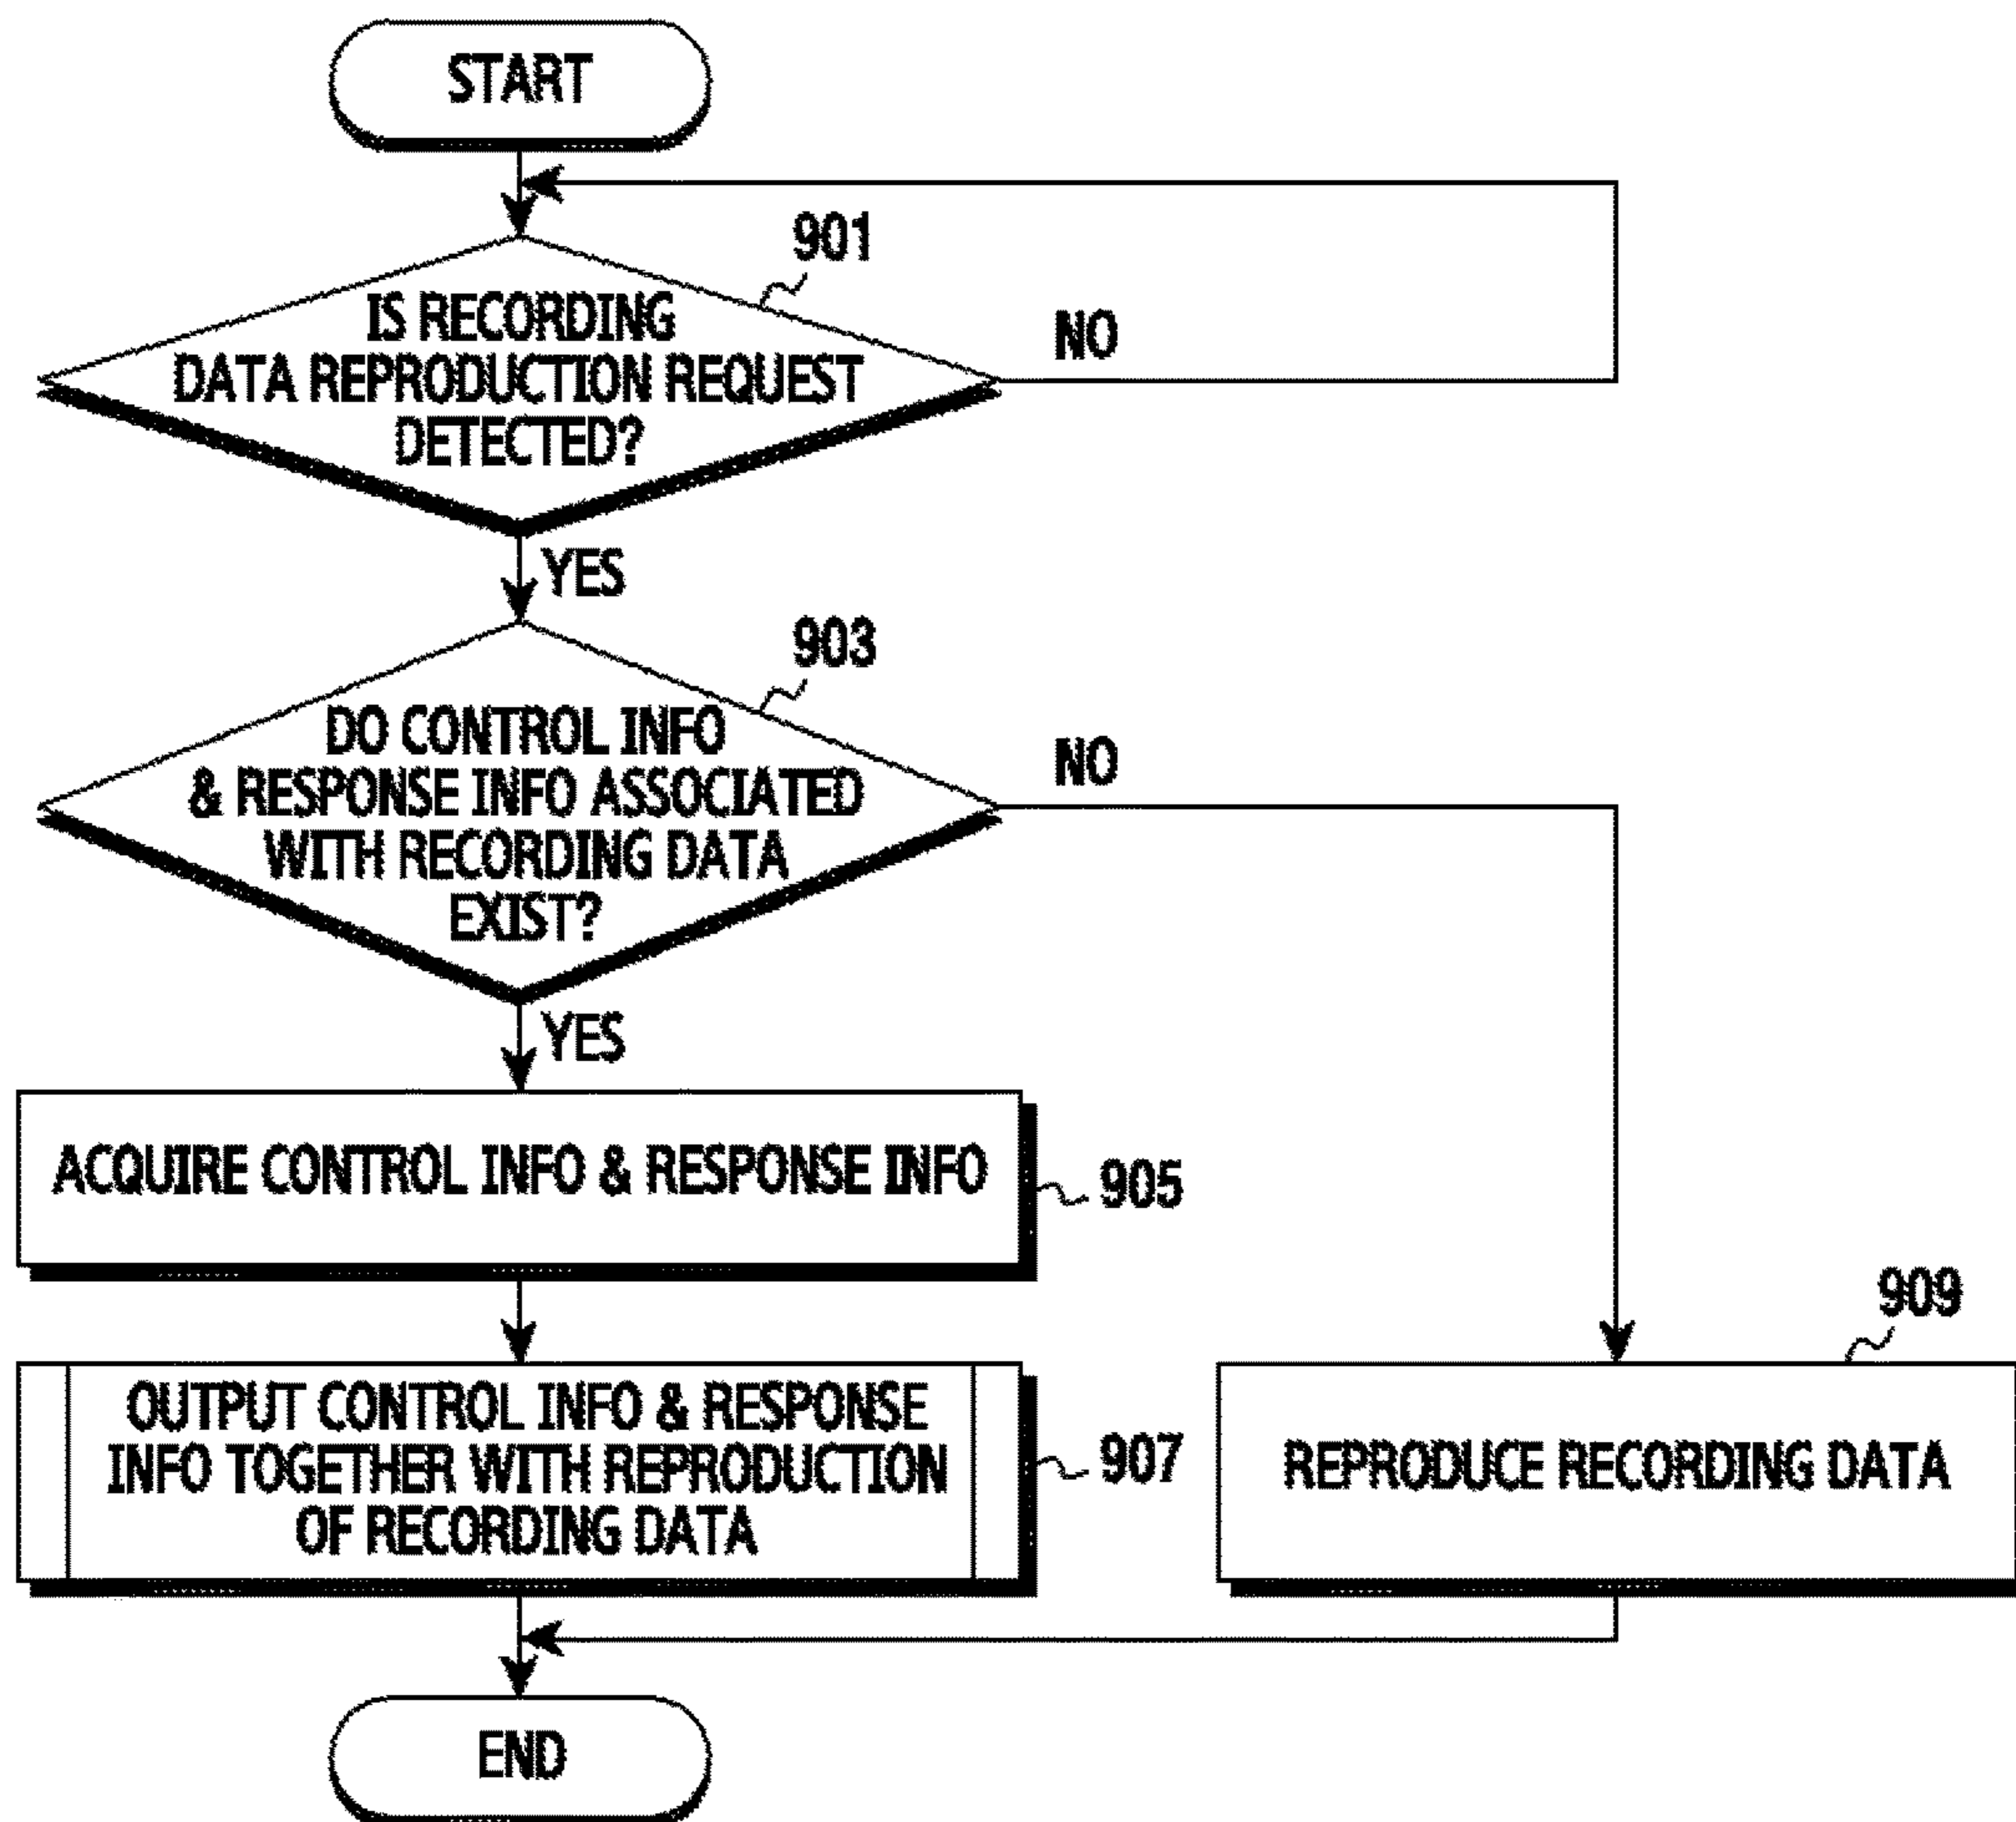 START
901
IS RECORDING
DATA REPRODUCTION REQUEST
DETECTED?
NO
YES
903
DO CONTROL INFO
& RESPONSE INFO ASSOCIATED
WITH RECORDING DATA
EXIST?
NO
YES
ACQUIRE CONTROL INFO & RESPONSE INFO
905
OUTPUT CONTROL INFO & RESPONSE
INFO TOGETHER WITH REPRODUCTION
OF RECORDING DATA
907
909
REPRODUCE RECORDING DATA
END